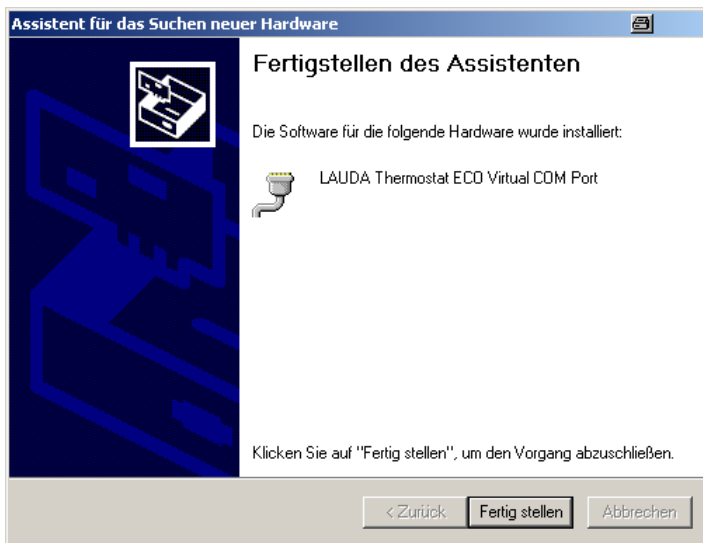 Assistent für das Suchen neuer Hardware
Fertigstellen des Assistenten
Die Software für die folgende Hardware wurde installiert:
LAUDA Thermostat ECO Virtual COM Port
Klicken Sie auf "Fertig stellen", um den Vorgang abzuschließen.
< Zurück Fertig stellen Abbrechen